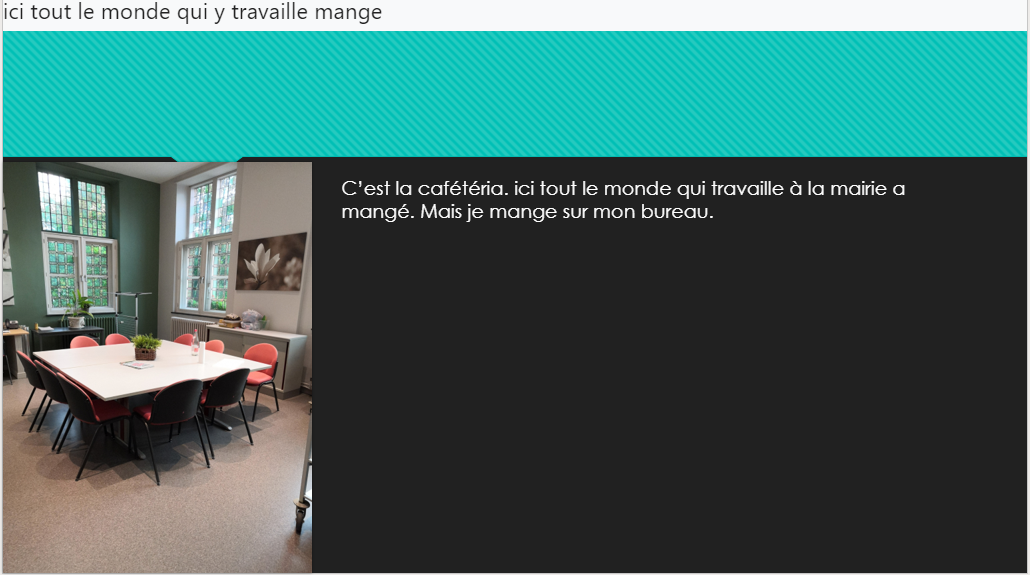 ici tout le monde qui y travaille mange
C'est la cafétéria. ici tout le monde qui travaille à la mairie a
mangé. Mais je mange sur mon bureau.